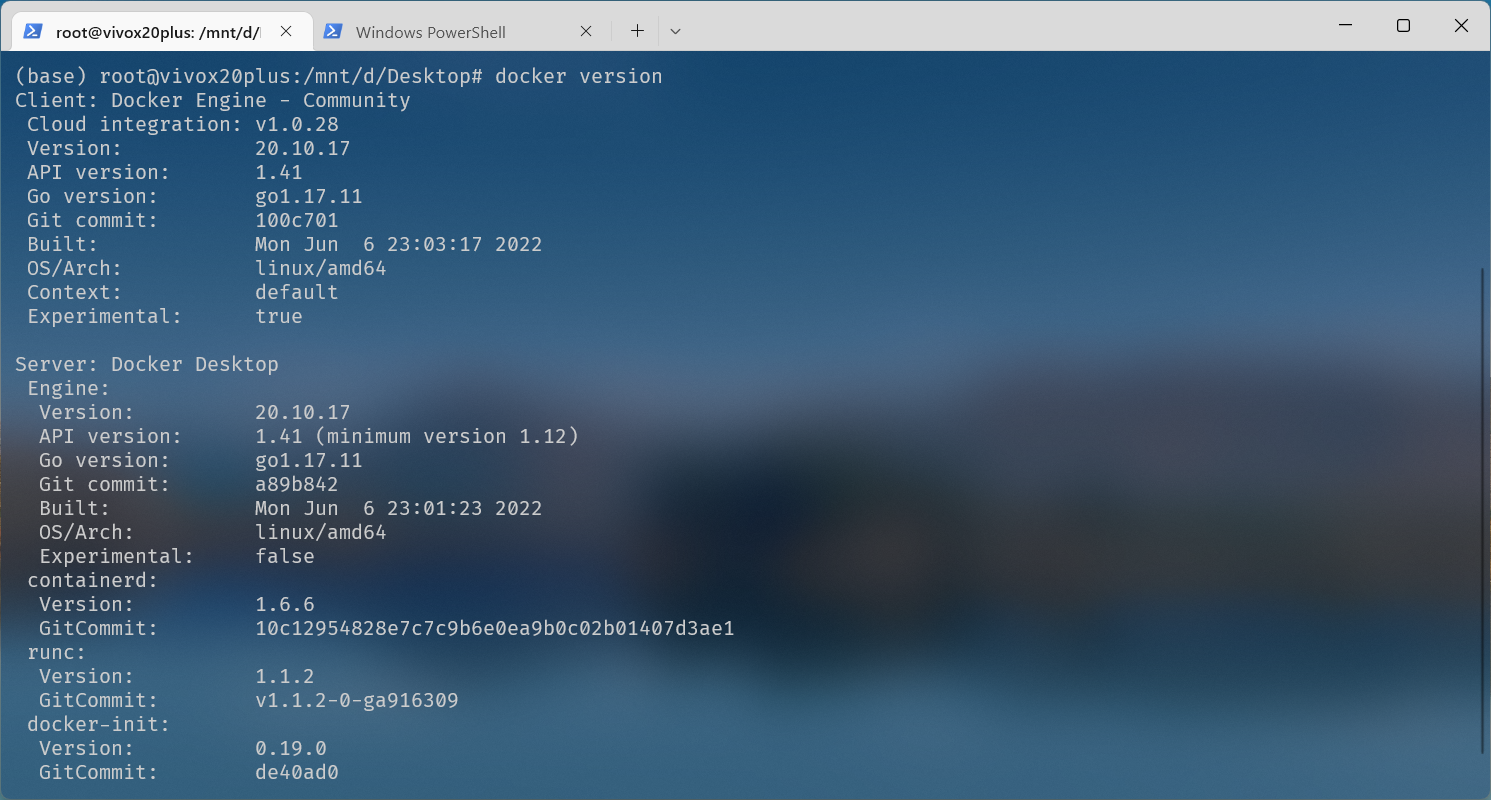 root@vivox20plus: /mnt/d/
Windows PowerShell
(base) root@vivox20plus:/mnt/d/Desktop# docker version
Client: Docker Engine - Community
 Cloud integration: v1.0.28
 Version:           20.10.17
 API version:       1.41
 Go version:        go1.17.11
 Git commit:        100c701
 Built:             Mon Jun  6 23:03:17 2022
 OS/Arch:           linux/amd64
 Context:           default
 Experimental:      true

Server: Docker Desktop
 Engine:
  Version:          20.10.17
  API version:      1.41 (minimum version 1.12)
  Go version:       go1.17.11
  Git commit:       a89b842
  Built:            Mon Jun  6 23:01:23 2022
  OS/Arch:          linux/amd64
  Experimental:     false
 containerd:
  Version:          1.6.6
  GitCommit:        10c12954828e7c7c9b6e0ea9b0c02b01407d3ae1
 runc:
  Version:          1.1.2
  GitCommit:        v1.1.2-0-ga916309
 docker-init:
  Version:          0.19.0
  GitCommit:        de40ad0